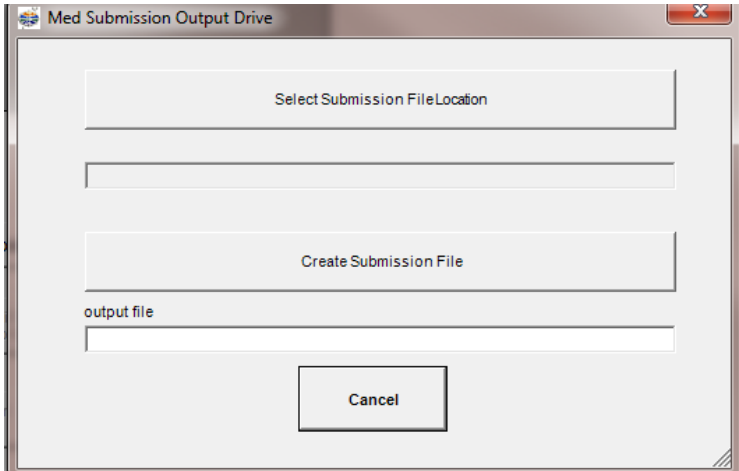 Med Submission Output Drive
Select Submission FileLocation
Create Submission File
output file
Cancel